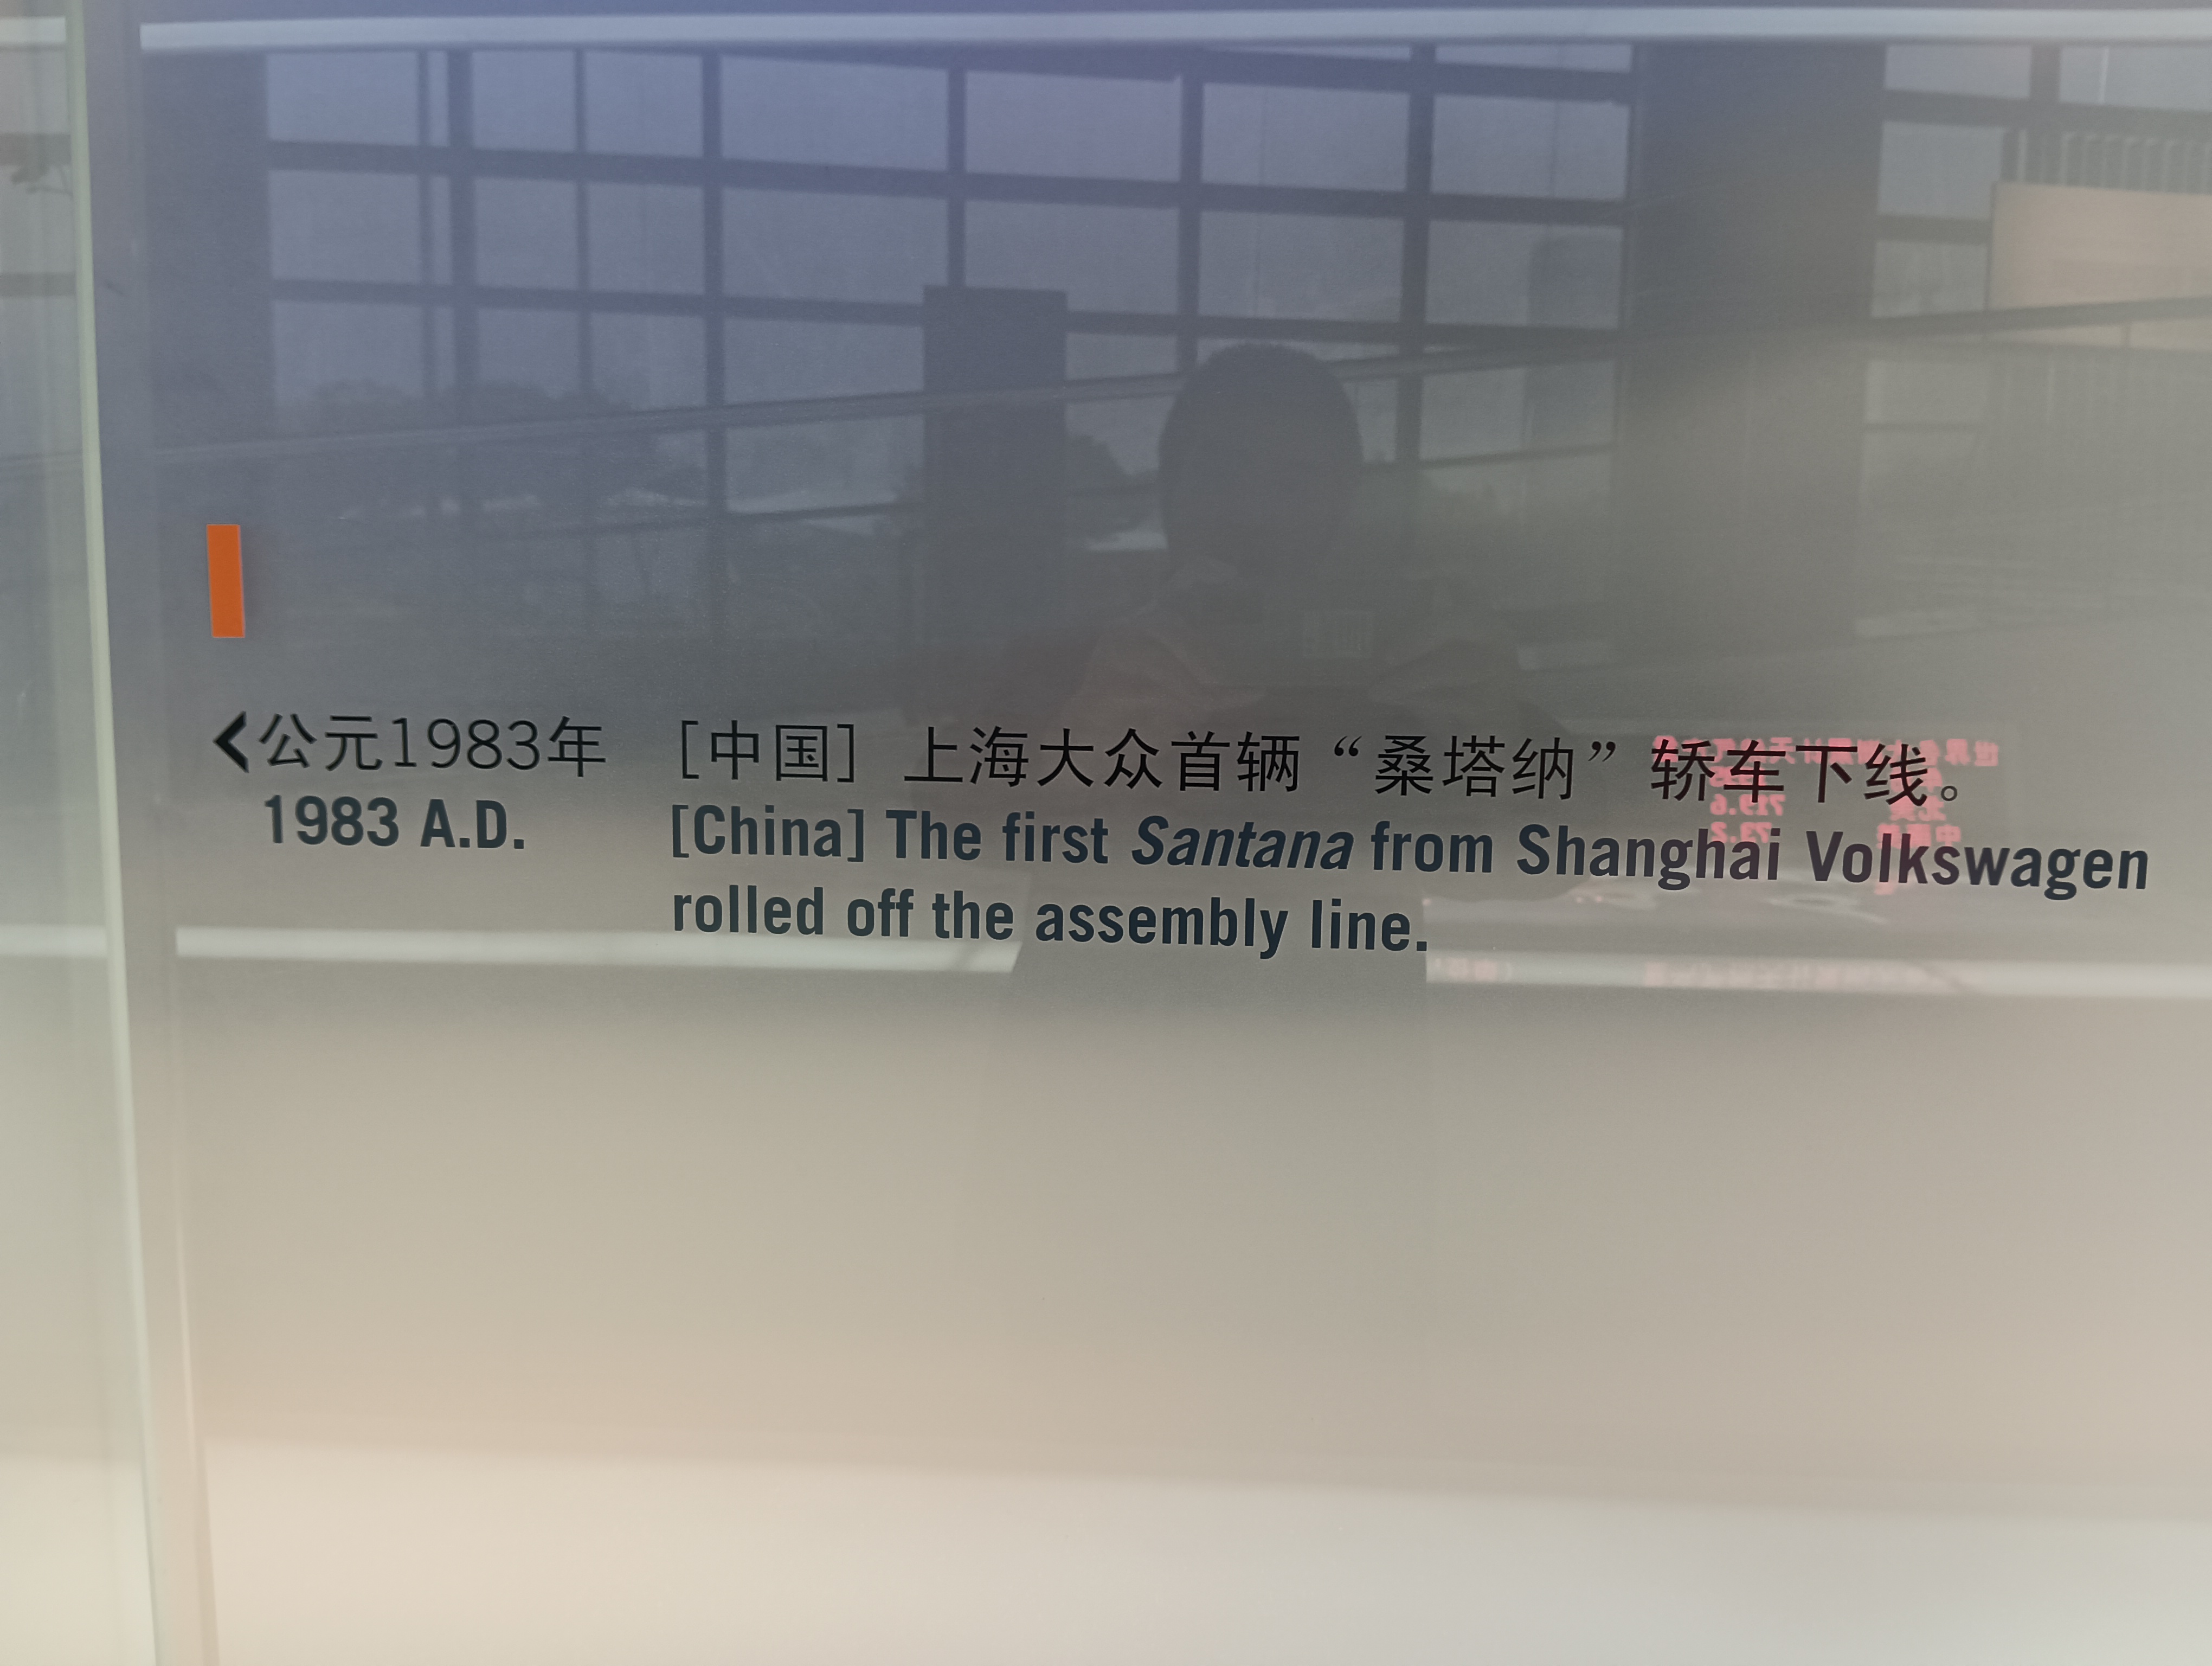 公元1983年 [中国] 上海大众首辆“桑塔纳”轿车下线。
1983 A.D. [China] The first Santana from Shanghai Volkswagen
rolled off the assembly line.